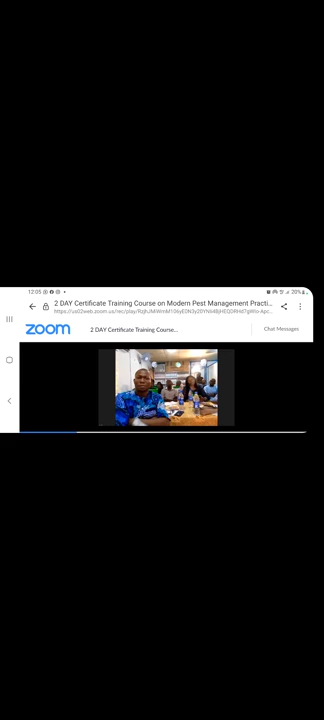 12:05
20%
2 DAY Certificate Training Course on Modern Pest Management Practi...
zoom
2 DAY Certificate Training Course...
Chat Messages